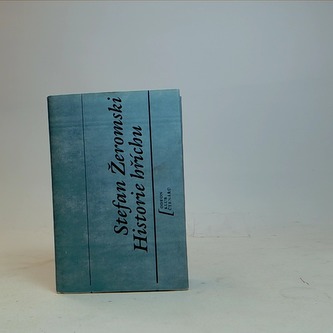 Stefan Žeromski
Historie hříchu